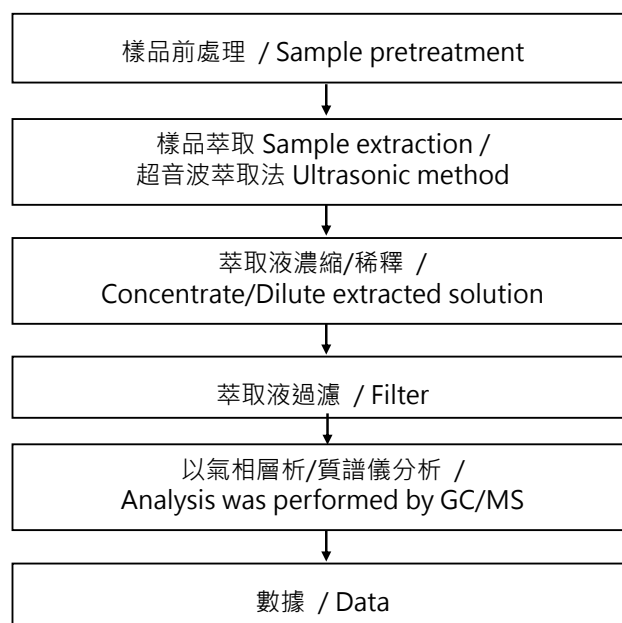 樣品前處理 / Sample pretreatment
樣品萃取 Sample extraction /
超音波萃取法 Ultrasonic method
萃取液濃縮/稀釋 /
Concentrate/Dilute extracted solution
萃取液過濾 / Filter
以氣相層析/質譜儀分析 /
Analysis was performed by GC/MS
數據 / Data